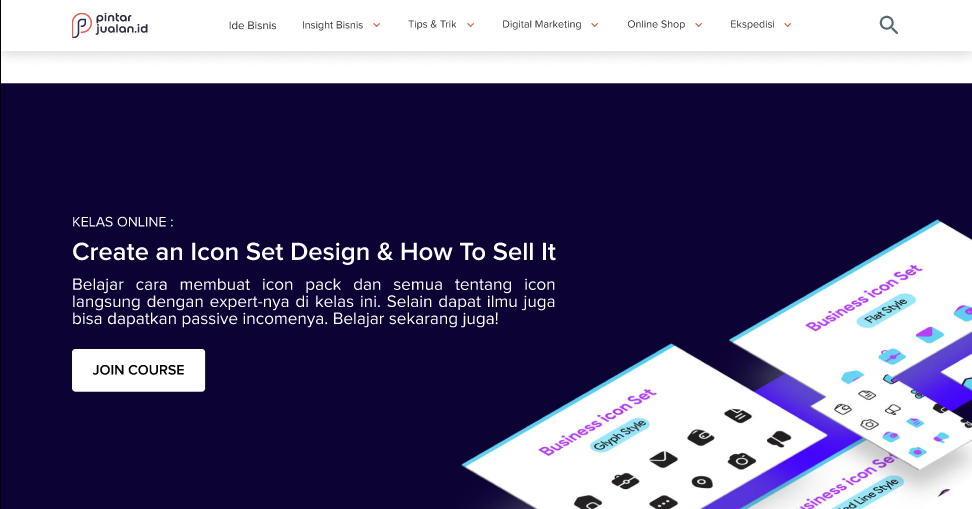 pintar
jualan.id
Ide Bisnis
Insight Bisnis
Tips & Trik
Digital Marketing
Online Shop
Ekspedisi
KELAS ONLINE :
Create an Icon Set Design & How To Sell It
Belajar cara membuat icon pack dan semua tentang icon
langsung dengan expert-nya di kelas ini. Selain dapat ilmu juga
bisa dapatkan passive incomenya. Belajar sekarang juga!
JOIN COURSE
Business icon Set
Flat Style
Business icon Set
Glyph Style
Business icon Set
Line Style